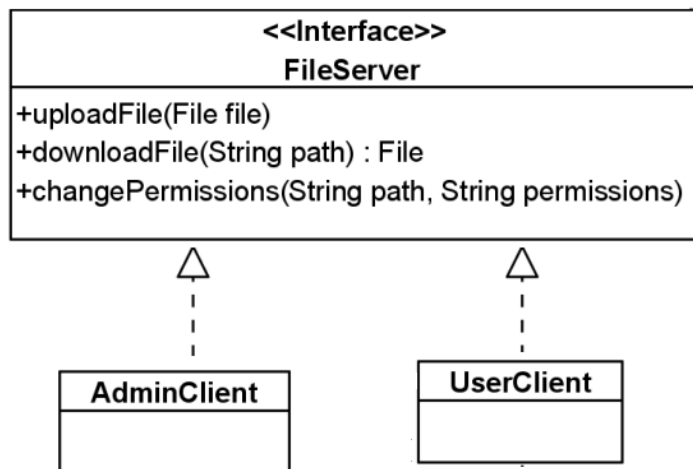 <<Interface>>
FileServer
+uploadFile(File file)
+downloadFile(String path) : File
+changePermissions(String path, String permissions)
AdminClient
UserClient